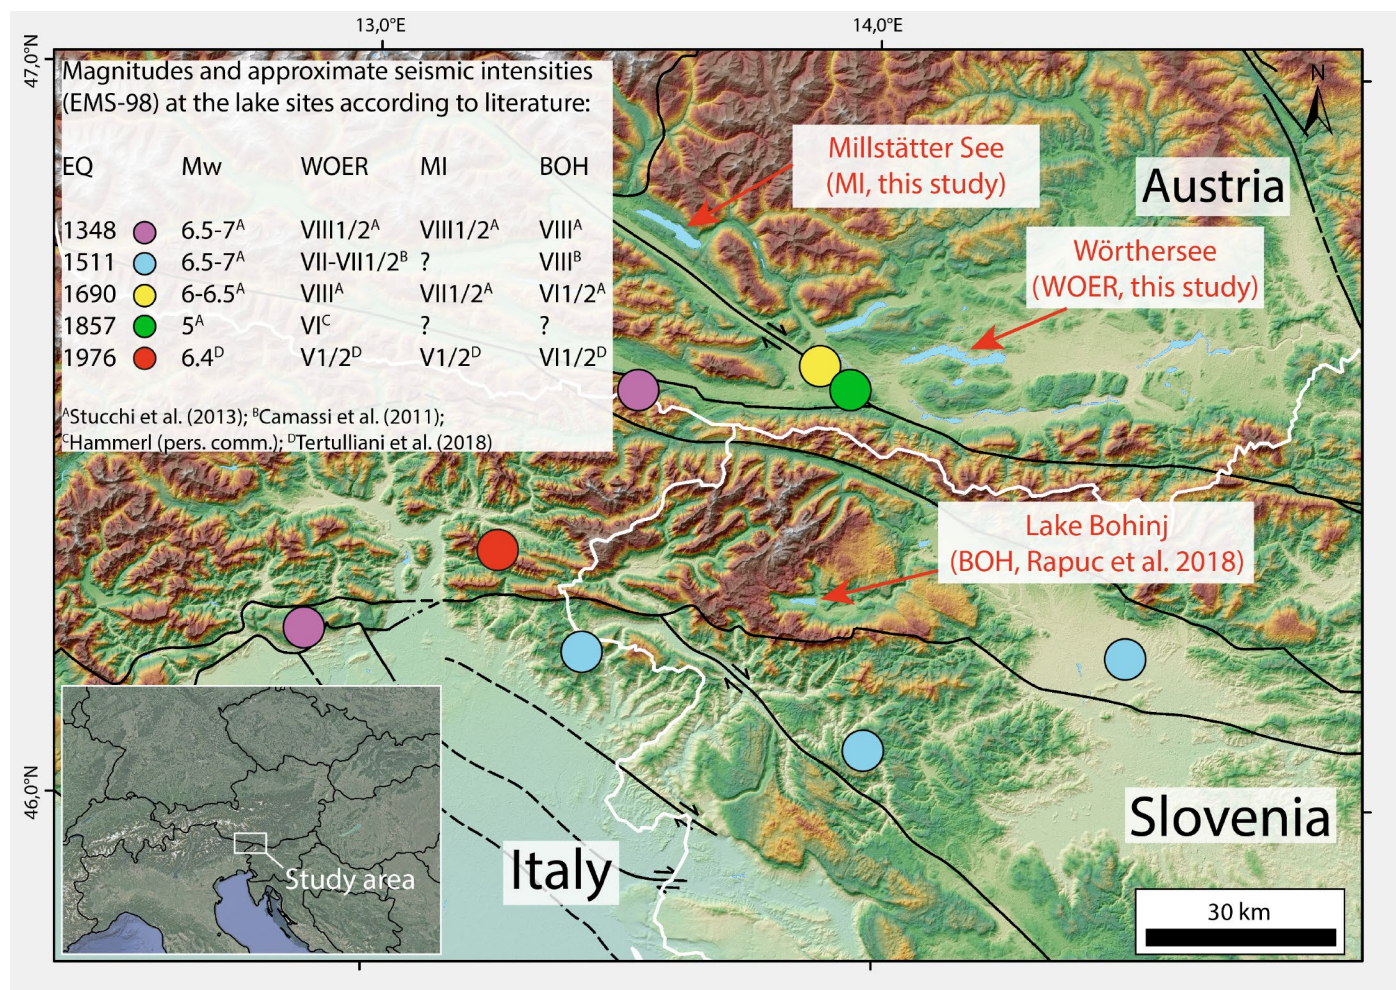 13,0°E
14,0°E
47,0°N
46,0°N
Magnitudes and approximate seismic intensities
(EMS-98) at the lake sites according to literature:
EQ Mw WOER MI BOH
1348 6.5-7ᴬ VIII1/2ᴬ VIII1/2ᴬ VIIIᴬ
1511 6.5-7ᴬ VII-VII1/2ᴮ ? VIIIᴮ
1690 6-6.5ᴬ VIIIᴬ VII1/2ᴬ VI1/2ᴬ
1857 5ᴬ VIᶜ ? ?
1976 6.4ᴰ V1/2ᴰ V1/2ᴰ VI1/2ᴰ
ᴬStucchi et al. (2013); ᴮCamassi et al. (2011);
ᶜHammerl (pers. comm.); ᴰTertulliani et al. (2018)
N
Millstätter See
(MI, this study)
Austria
Wörthersee
(WOER, this study)
Lake Bohinj
(BOH, Rapuc et al. 2018)
Slovenia
Italy
Study area
30 km